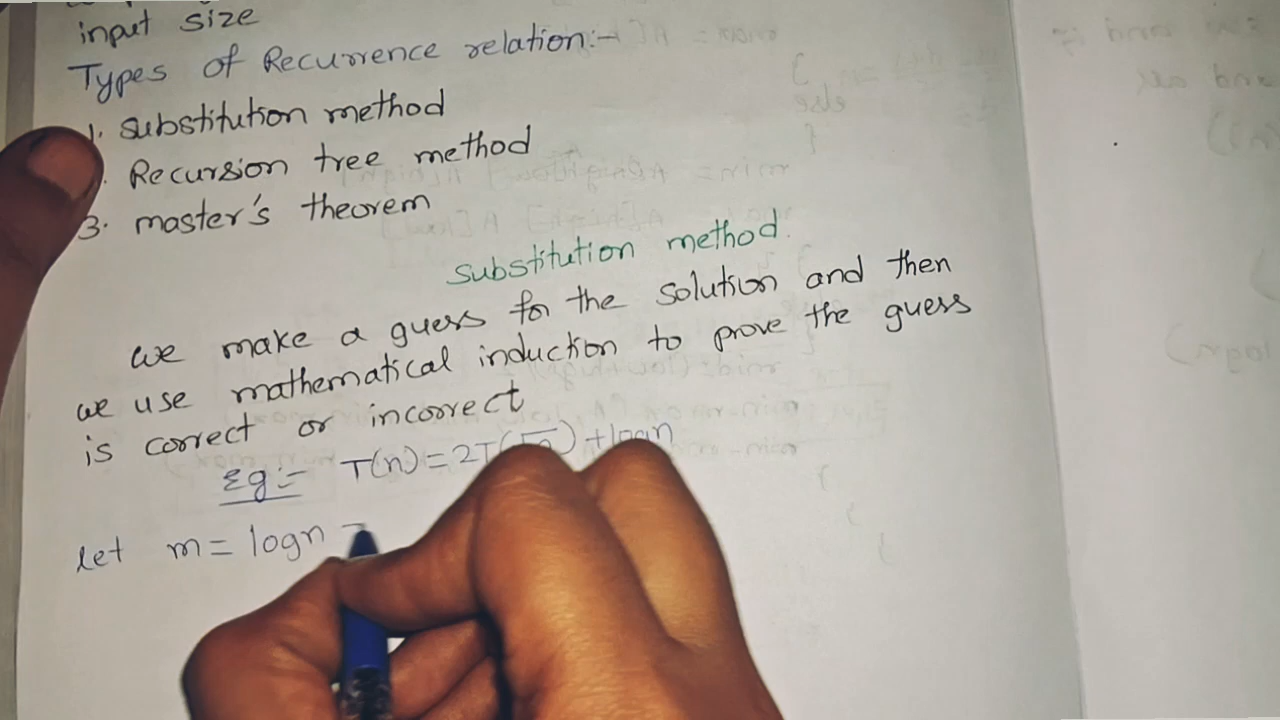 input size
Types of Recurrence relation:-
1. substitution method
Recursion tree method
3. master's theorem
substitution method.
we make a guess for the solution and then
we use mathematical induction to prove the guess
is correct or incorrect
Eg:- T(n) = 2T(√n) + logn
let m = logn